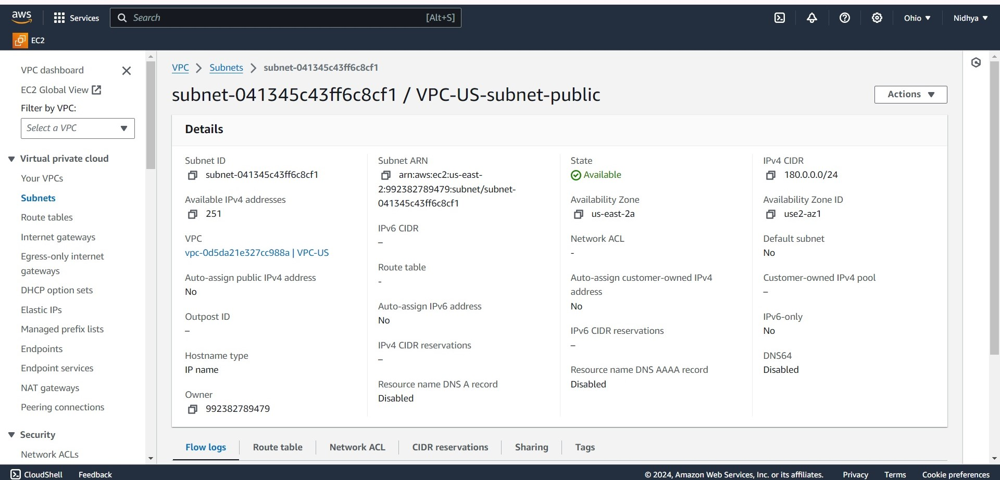 aws
Services
Search
[Alt+S]
Ohio ▼
Nidhya ▼
EC2
VPC dashboard
EC2 Global View
Filter by VPC:
Select a VPC
Virtual private cloud
Your VPCs
Subnets
Route tables
Internet gateways
Egress-only internet
gateways
DHCP option sets
Elastic IPs
Managed prefix lists
Endpoints
Endpoint services
NAT gateways
Peering connections
Security
Network ACLs
VPC > Subnets > subnet-041345c43ff6c8cf1
subnet-041345c43ff6c8cf1 / VPC-US-subnet-public
Actions ▼
Details
Subnet ID
subnet-041345c43ff6c8cf1
Available IPv4 addresses
251
VPC
vpc-0d5da21e327cc988a | VPC-US
Auto-assign public IPv4 address
No
Outpost ID
–
Hostname type
IP name
Owner
992382789479
Subnet ARN
arn:aws:ec2:us-east-
2:992382789479:subnet/subnet-
041345c43ff6c8cf1
IPv6 CIDR
–
Route table
-
Auto-assign IPv6 address
No
IPv4 CIDR reservations
–
Resource name DNS A record
Disabled
State
Available
Availability Zone
us-east-2a
Network ACL
-
Auto-assign customer-owned IPv4
address
No
IPv6 CIDR reservations
–
Resource name DNS AAAA record
Disabled
IPv4 CIDR
180.0.0.0/24
Availability Zone ID
use2-az1
Default subnet
No
Customer-owned IPv4 pool
–
IPv6-only
No
DNS64
Disabled
Flow logs
Route table
Network ACL
CIDR reservations
Sharing
Tags
CloudShell
Feedback
© 2024, Amazon Web Services, Inc. or its affiliates.
Privacy
Terms
Cookie preferences